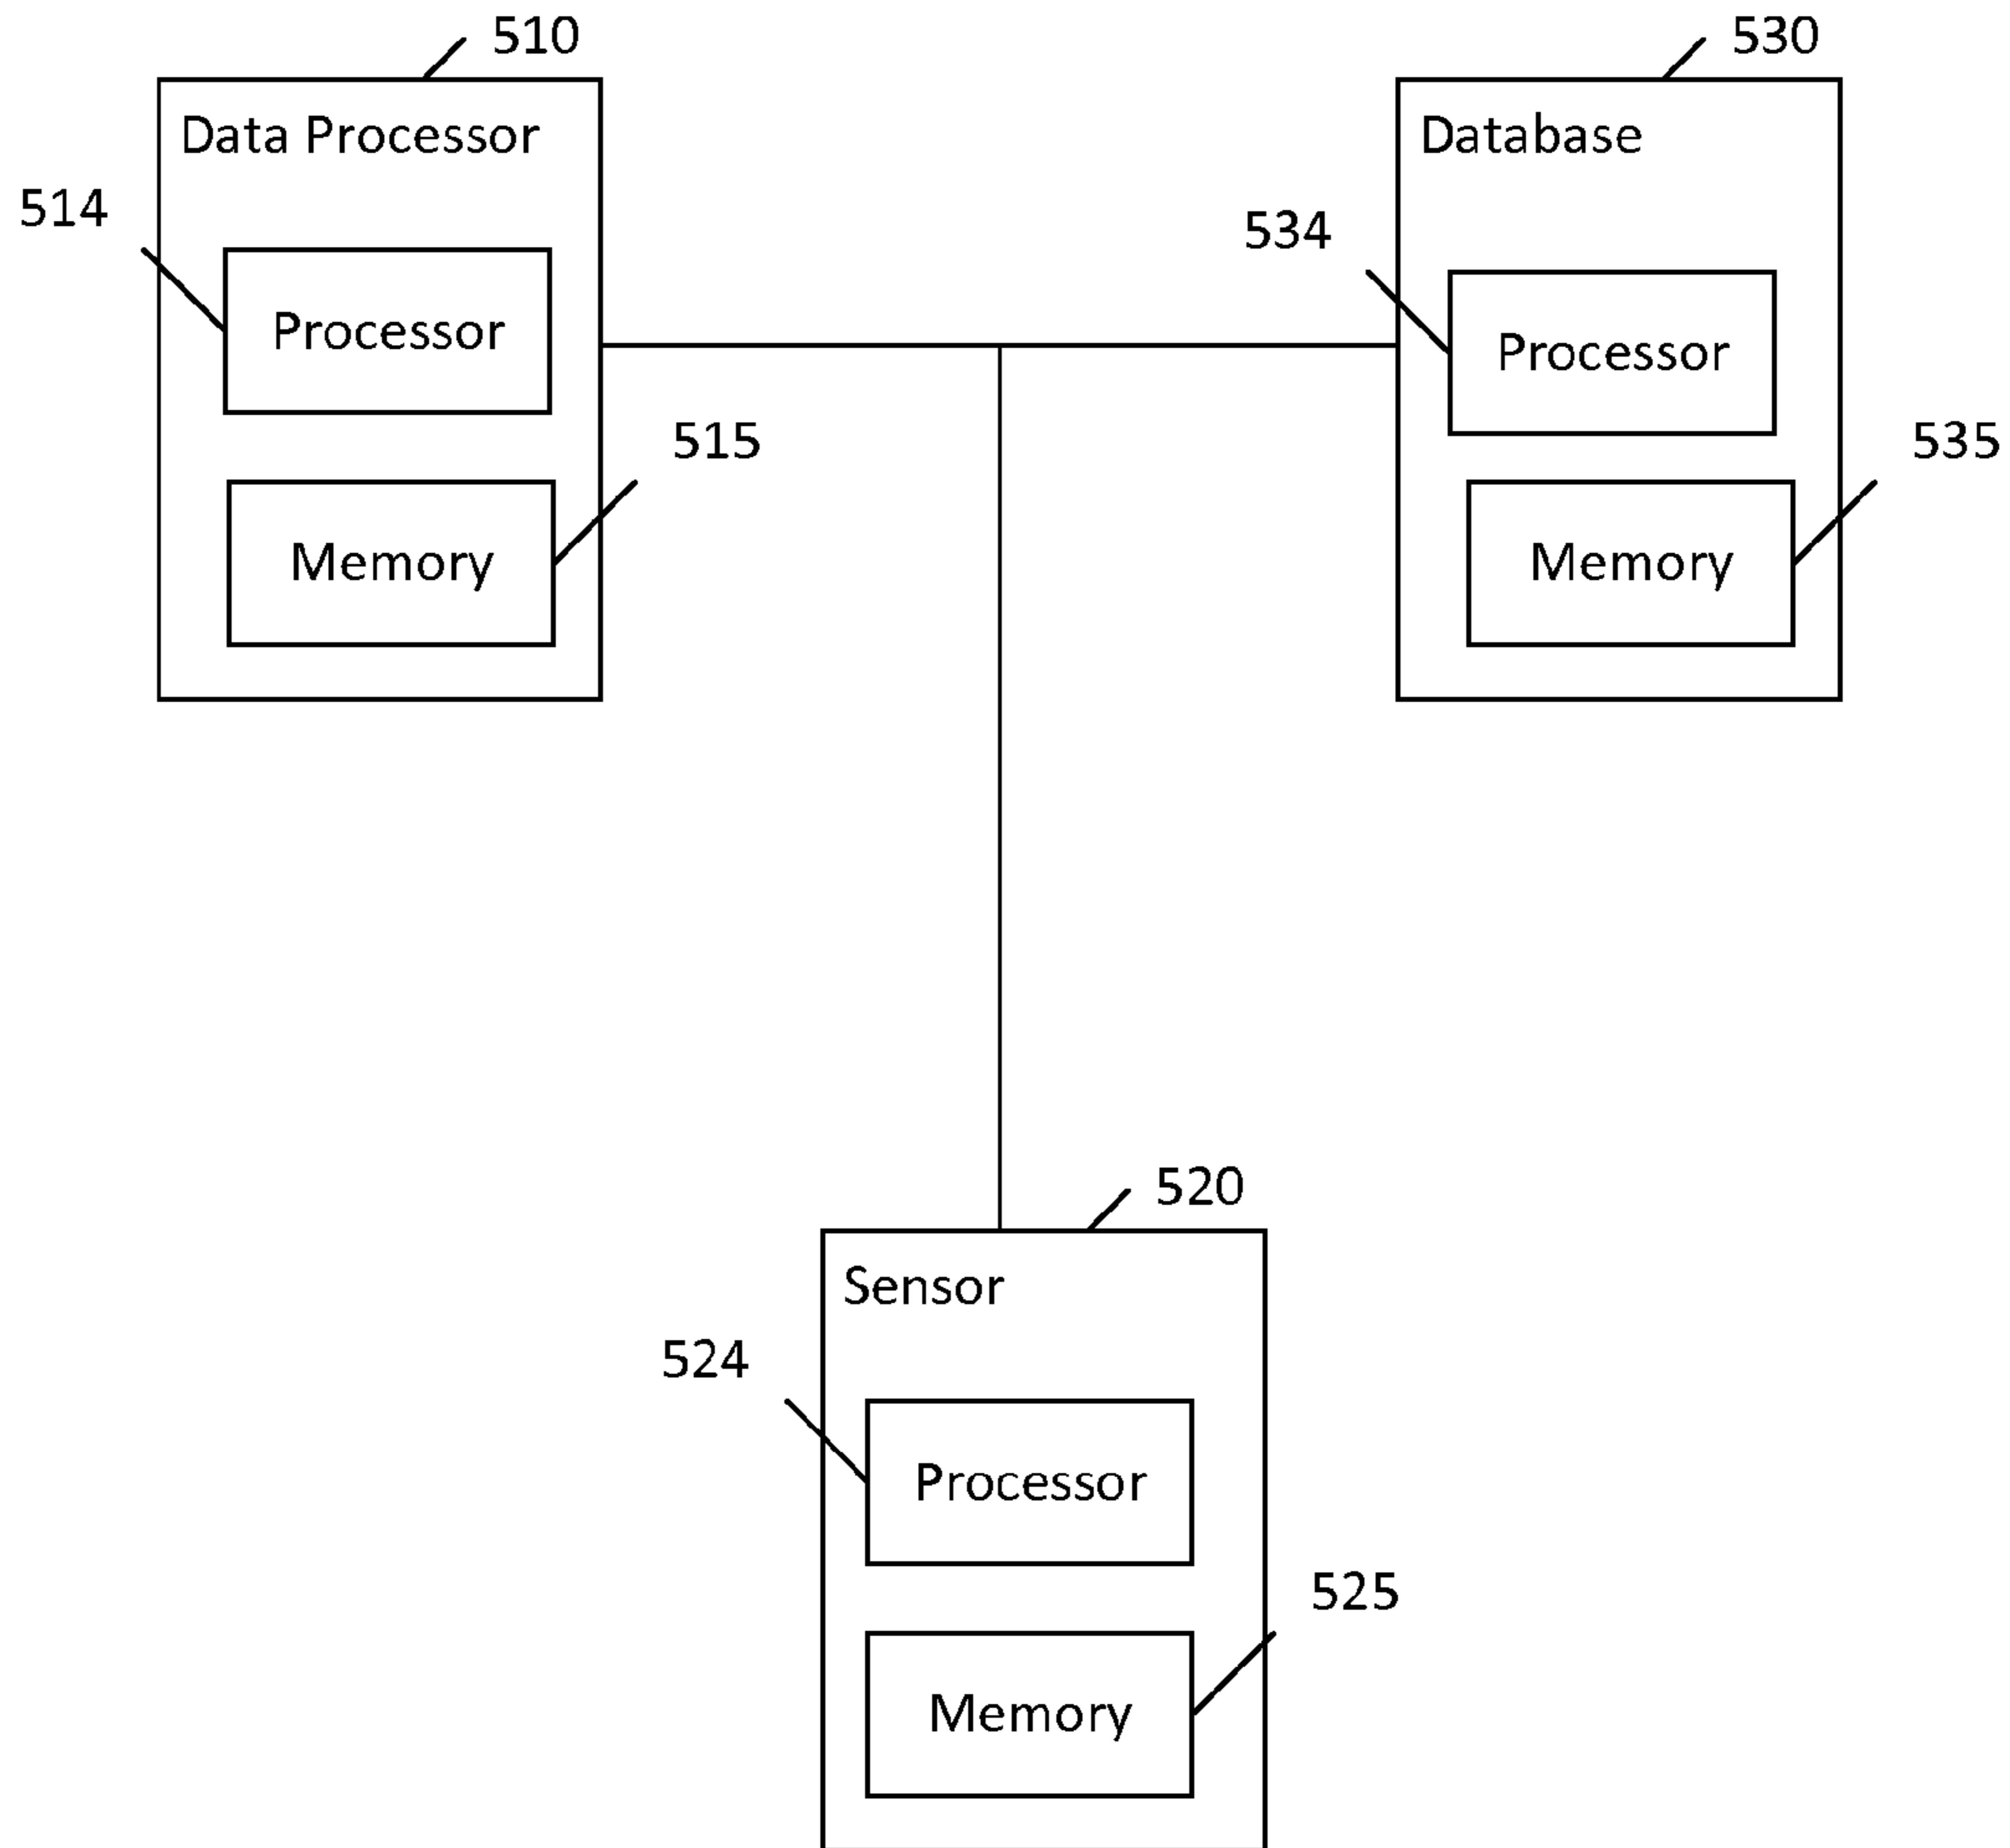 510
Data Processor
514
Processor
515
Memory
530
Database
534
Processor
535
Memory
520
Sensor
524
Processor
525
Memory